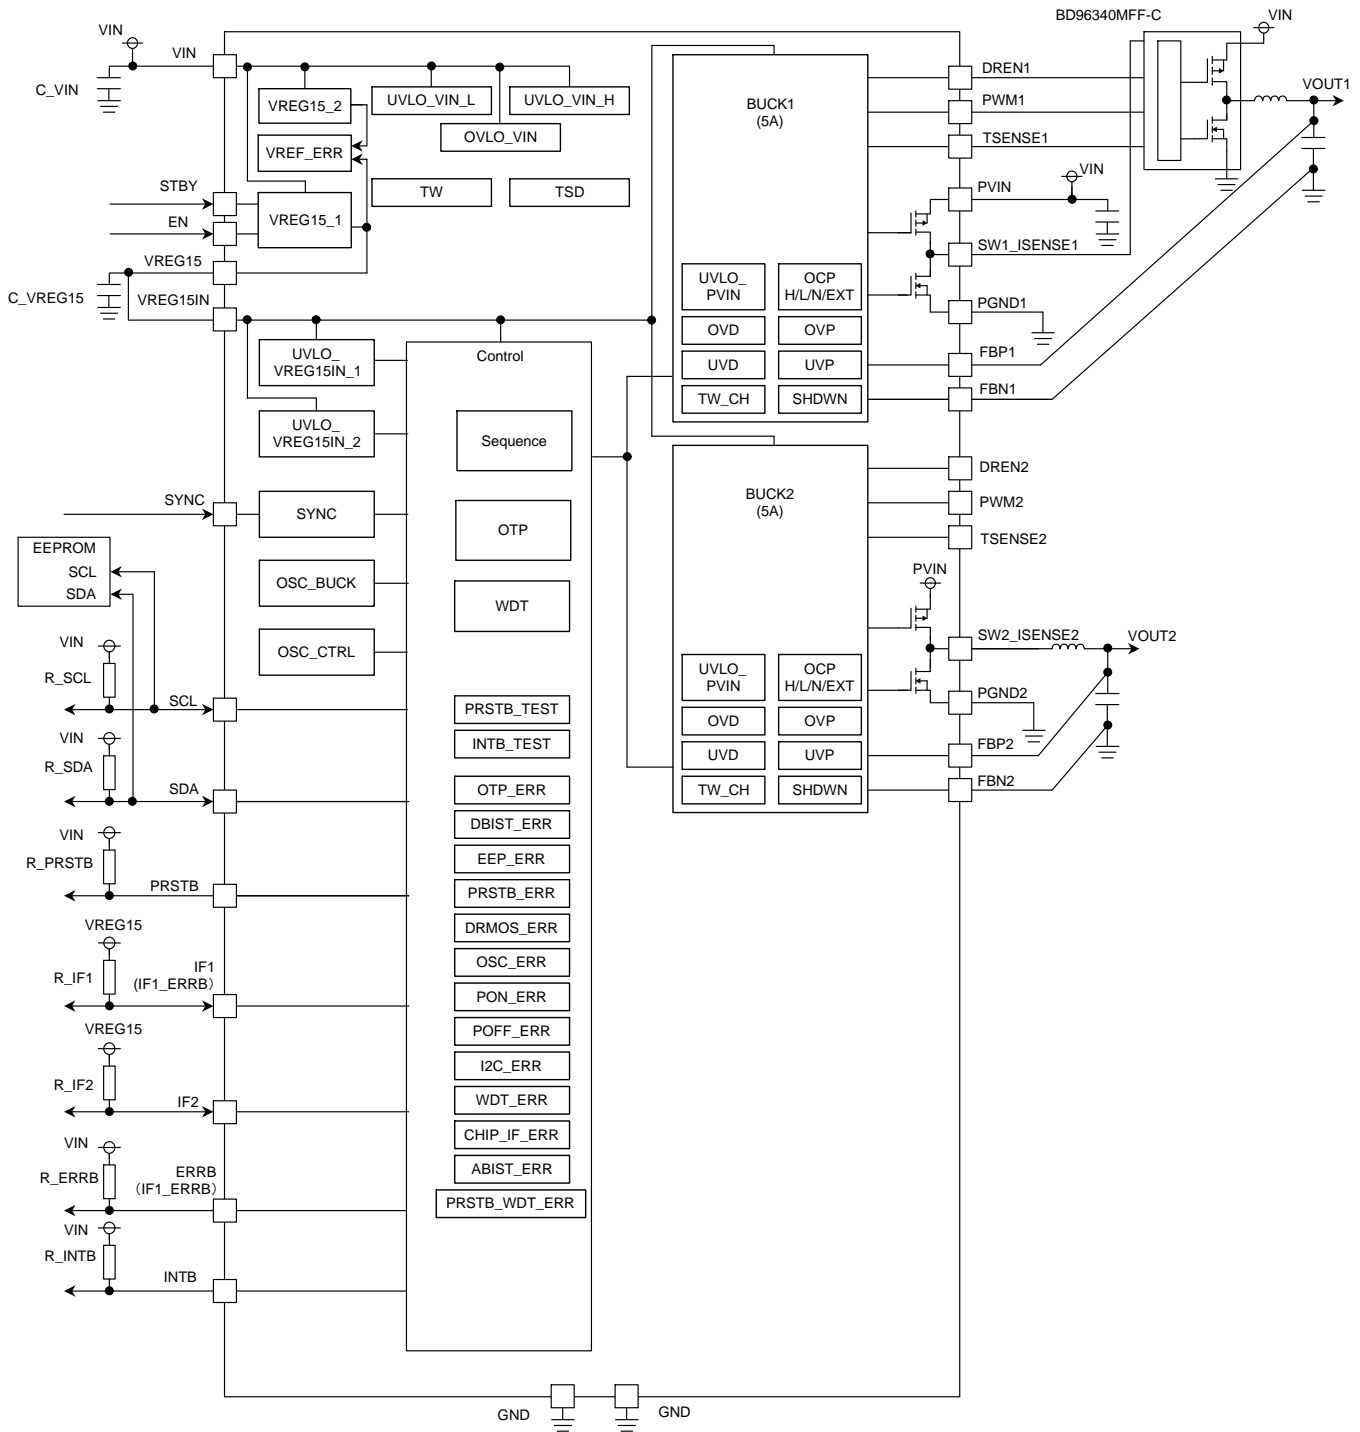 BD96340MFF-C
VIN
VIN
VIN
C_VIN
VREG15_2
UVLO_VIN_L
UVLO_VIN_H
OVLO_VIN
VREF_ERR
TW
TSD
STBY
EN
VREG15_1
VREG15
C_VREG15
VREG15IN
BUCK1
(5A)
UVLO_
PVIN
OCP
H/L/N/EXT
OVD
OVP
UVD
UVP
TW_CH
SHDWN
DREN1
PWM1
TSENSE1
PVIN
VIN
SW1_ISENSE1
PGND1
FBP1
FBN1
VOUT1
UVLO_
VREG15IN_1
UVLO_
VREG15IN_2
Control
Sequence
SYNC
SYNC
OTP
OSC_BUCK
WDT
OSC_CTRL
EEPROM
SCL
SDA
VIN
R_SCL
SCL
VIN
R_SDA
SDA
VIN
R_PRSTB
PRSTB
VREG15
R_IF1
IF1
(IF1_ERRB)
VREG15
R_IF2
IF2
VIN
R_ERRB
ERRB
(IF1_ERRB)
VIN
R_INTB
INTB
PRSTB_TEST
INTB_TEST
OTP_ERR
DBIST_ERR
EEP_ERR
PRSTB_ERR
DRMOS_ERR
OSC_ERR
PON_ERR
POFF_ERR
I2C_ERR
WDT_ERR
CHIP_IF_ERR
ABIST_ERR
PRSTB_WDT_ERR
BUCK2
(5A)
UVLO_
PVIN
OCP
H/L/N/EXT
OVD
OVP
UVD
UVP
TW_CH
SHDWN
DREN2
PWM2
TSENSE2
PVIN
SW2_ISENSE2
VOUT2
PGND2
FBP2
FBN2
GND
GND